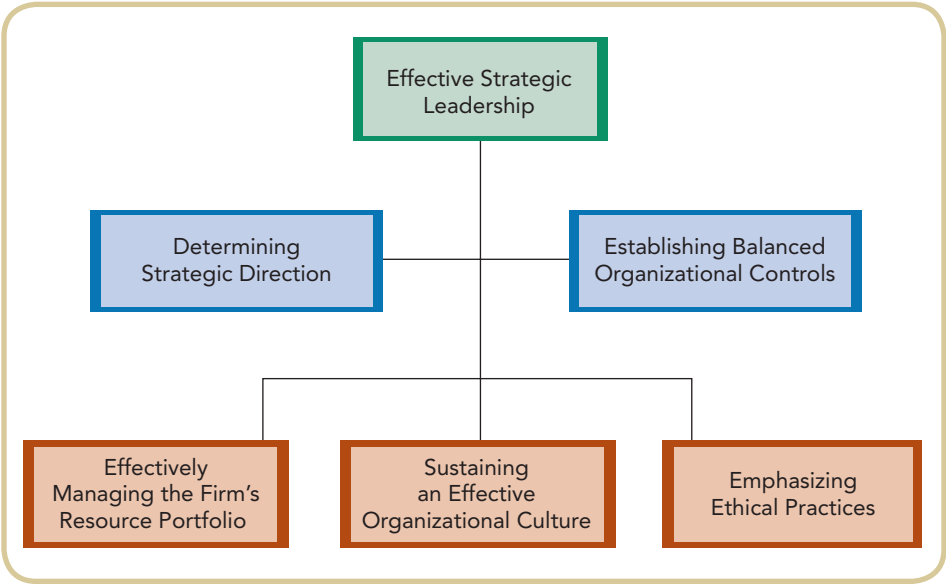 Effective Strategic
Leadership
Determining
Strategic Direction
Establishing Balanced
Organizational Controls
Effectively
Managing the Firm’s
Resource Portfolio
Sustaining
an Effective
Organizational Culture
Emphasizing
Ethical Practices